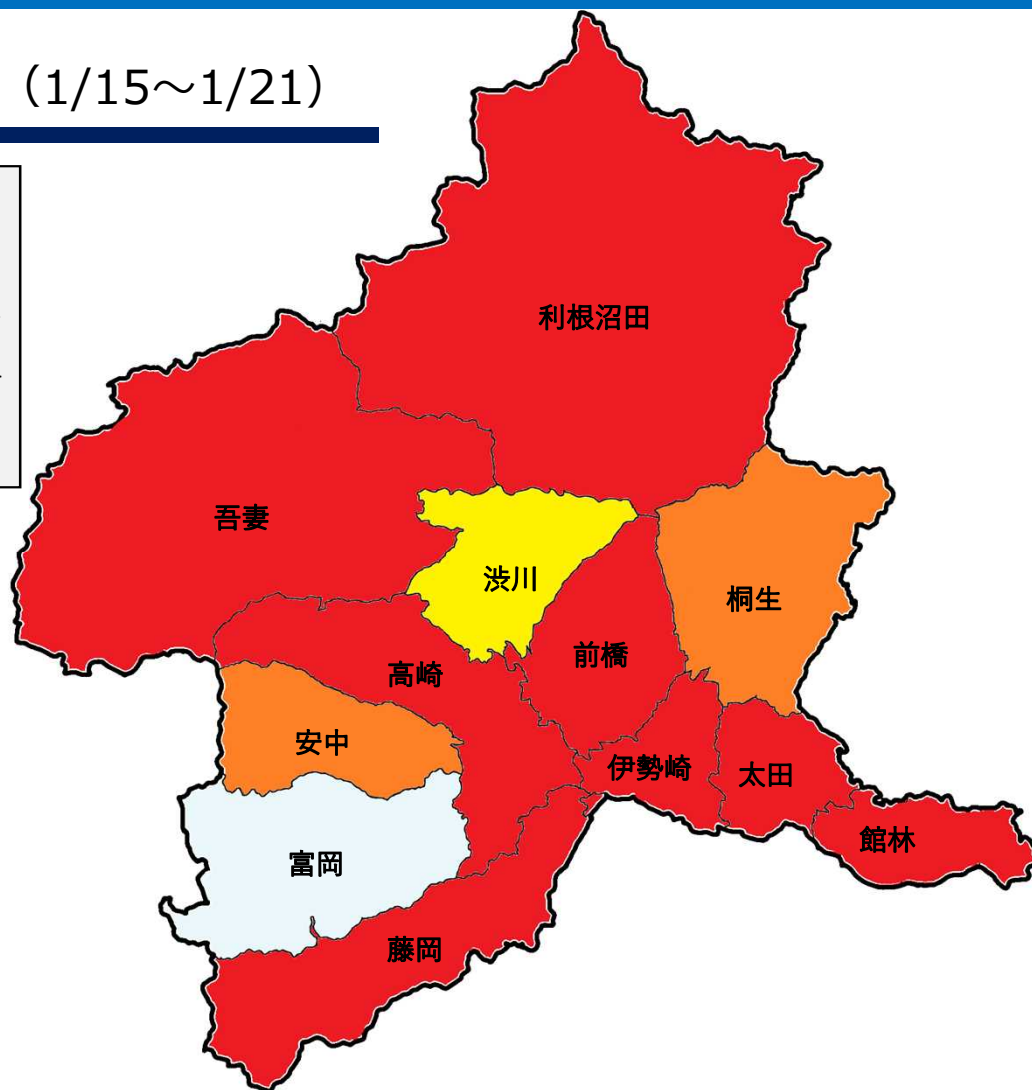 （1/15～1/21）
利根沼田
吾妻
渋川
桐生
前橋
高崎
安中
伊勢崎
太田
館林
富岡
藤岡